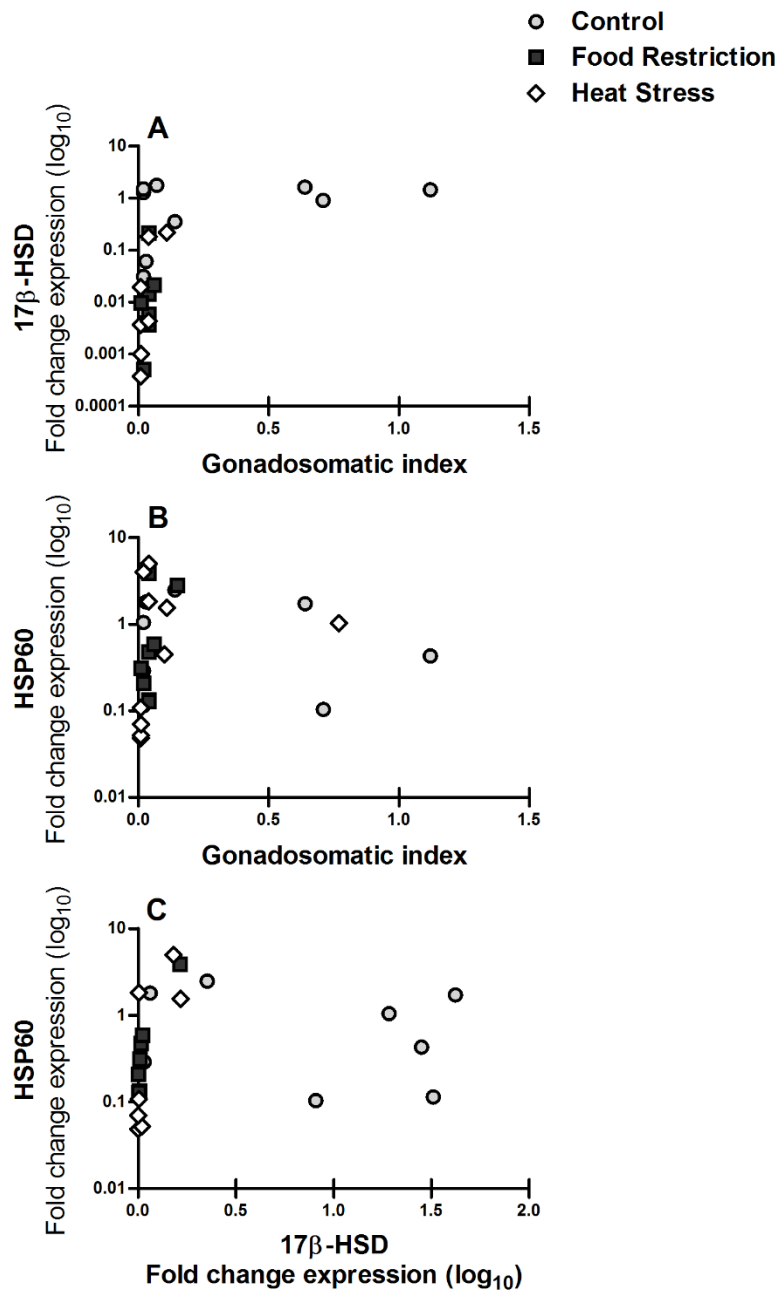 Control
Food Restriction
Heat Stress
A
17β-HSD
Fold change expression (log10)
10
1
0.1
0.01
0.001
0.0001
0.0 0.5 1.0 1.5
Gonadosomatic index
B
HSP60
Fold change expression (log10)
10
1
0.1
0.01
0.0 0.5 1.0 1.5
Gonadosomatic index
C
HSP60
Fold change expression (log10)
10
1
0.1
0.01
0.0 0.5 1.0 1.5 2.0
17β-HSD
Fold change expression (log10)